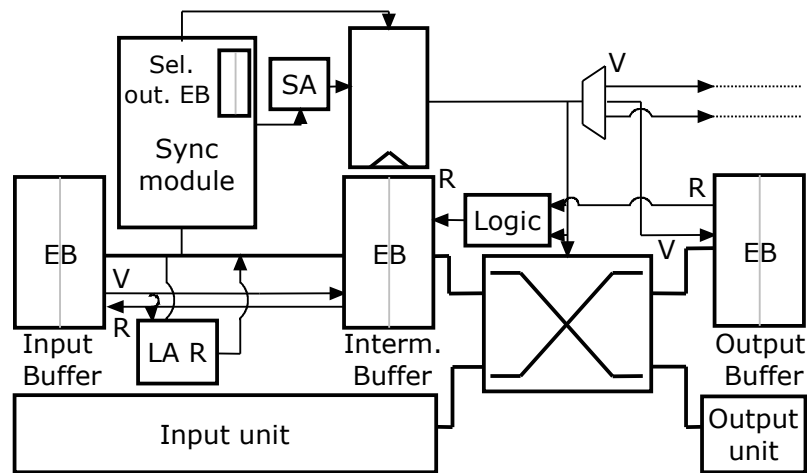 Sel.
out. EB
SA
Sync
module
V
R
R
EB
EB
Logic
EB
V
V
R
LA R
Input
Buffer
Interm.
Buffer
Output
Buffer
Input unit
Output
unit